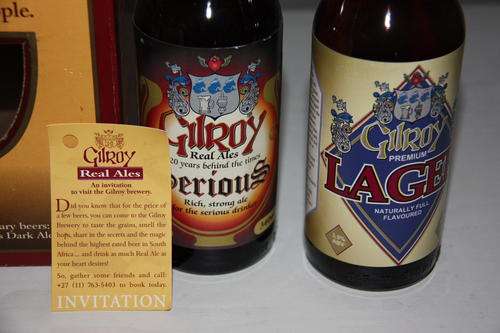 ple.
ary beers:
s Dark Ale
Gilroy
Real Ales
An invitation
to visit the Gilroy brewery.
Did you know that for the price of
a few beers, you can come to the Gilroy
Brewery to taste the grains, smell the
hops, share in the secrets and the magic
behind the highest rated beer in South
Africa... and drink as much Real Ale as
your heart desires!
So, gather some friends and call:
+27 (11) 763-5403 to book today.
INVITATION
Gilroy
Real Ales
20 years behind the times
Serious
Rich, strong ale
for the serious drinker
Gilroy
PREMIUM
LAGE
NATURALLY FULL
FLAVOURED